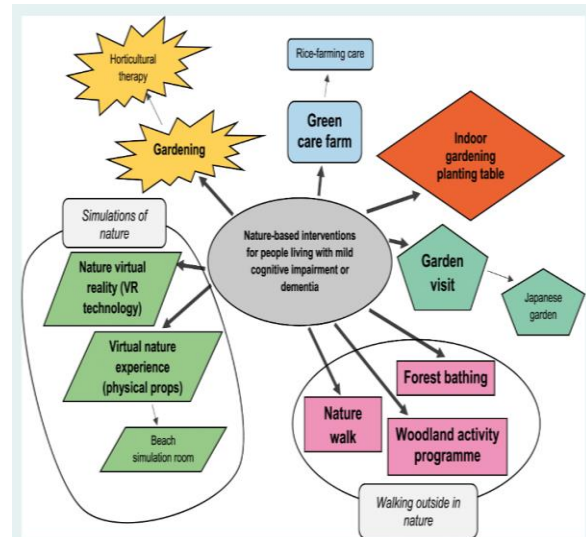 Horticultural
therapy
Gardening
Rice-farming care
Green
care farm
Indoor
gardening
planting table
Simulations of
nature
Nature-based interventions
for people living with mild
cognitive impairment or
dementia
Nature virtual
reality (VR
technology)
Garden
visit
Japanese
garden
Virtual nature
experience
(physical props)
Beach
simulation room
Forest bathing
Nature
walk
Woodland activity
programme
Walking outside in
nature